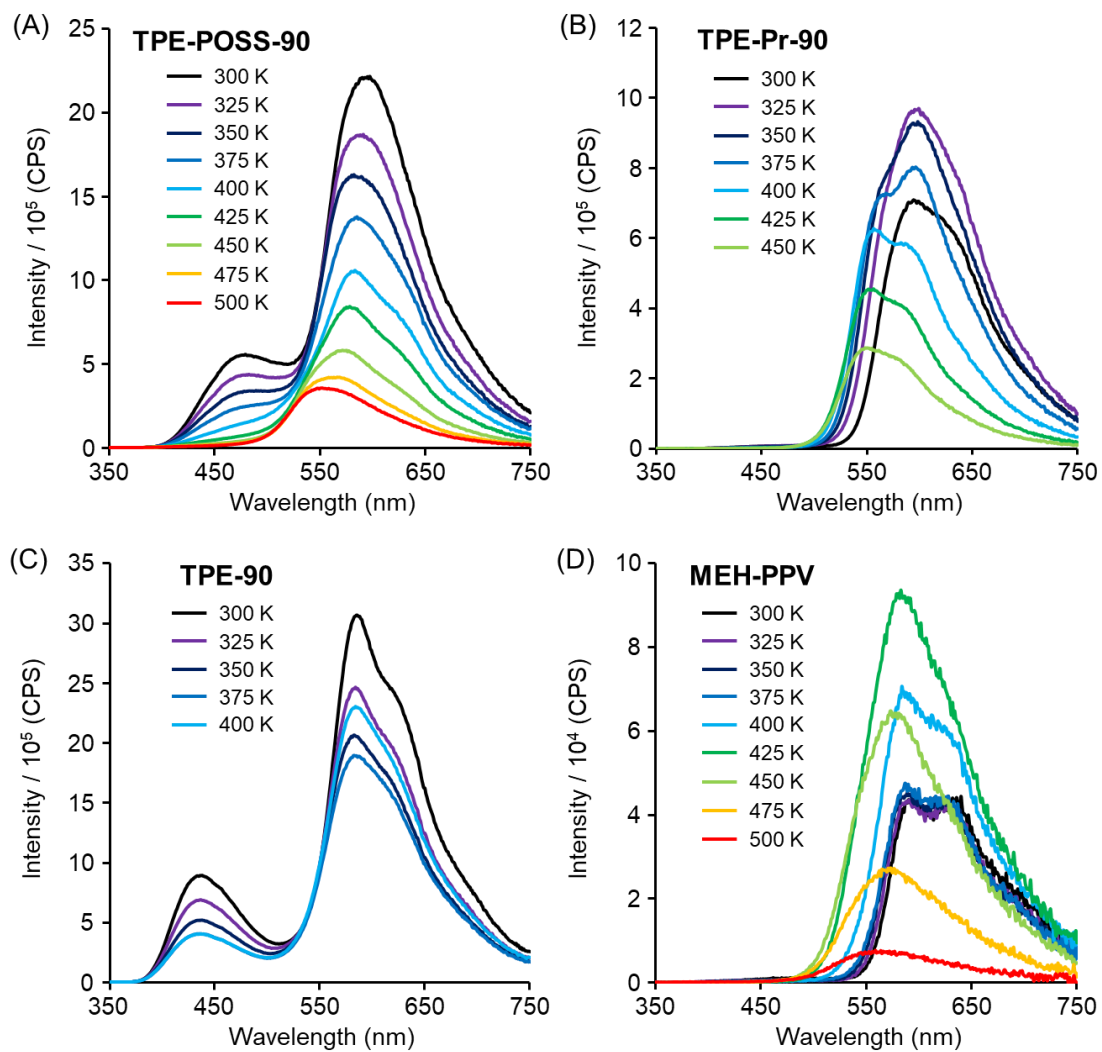 (A)
TPE-POSS-90
300 K
325 K
350 K
375 K
400 K
425 K
450 K
475 K
500 K
25
20
15
10
5
0
350
450
550
650
750
Intensity / 10⁵ (CPS)
Wavelength (nm)
(B)
TPE-Pr-90
300 K
325 K
350 K
375 K
400 K
425 K
450 K
12
10
8
6
4
2
0
350
450
550
650
750
Intensity / 10⁵ (CPS)
Wavelength (nm)
(C)
TPE-90
300 K
325 K
350 K
375 K
400 K
35
30
25
20
15
10
5
0
350
450
550
650
750
Intensity / 10⁵ (CPS)
Wavelength (nm)
(D)
MEH-PPV
300 K
325 K
350 K
375 K
400 K
425 K
450 K
475 K
500 K
10
8
6
4
2
0
350
450
550
650
750
Intensity / 10⁴ (CPS)
Wavelength (nm)